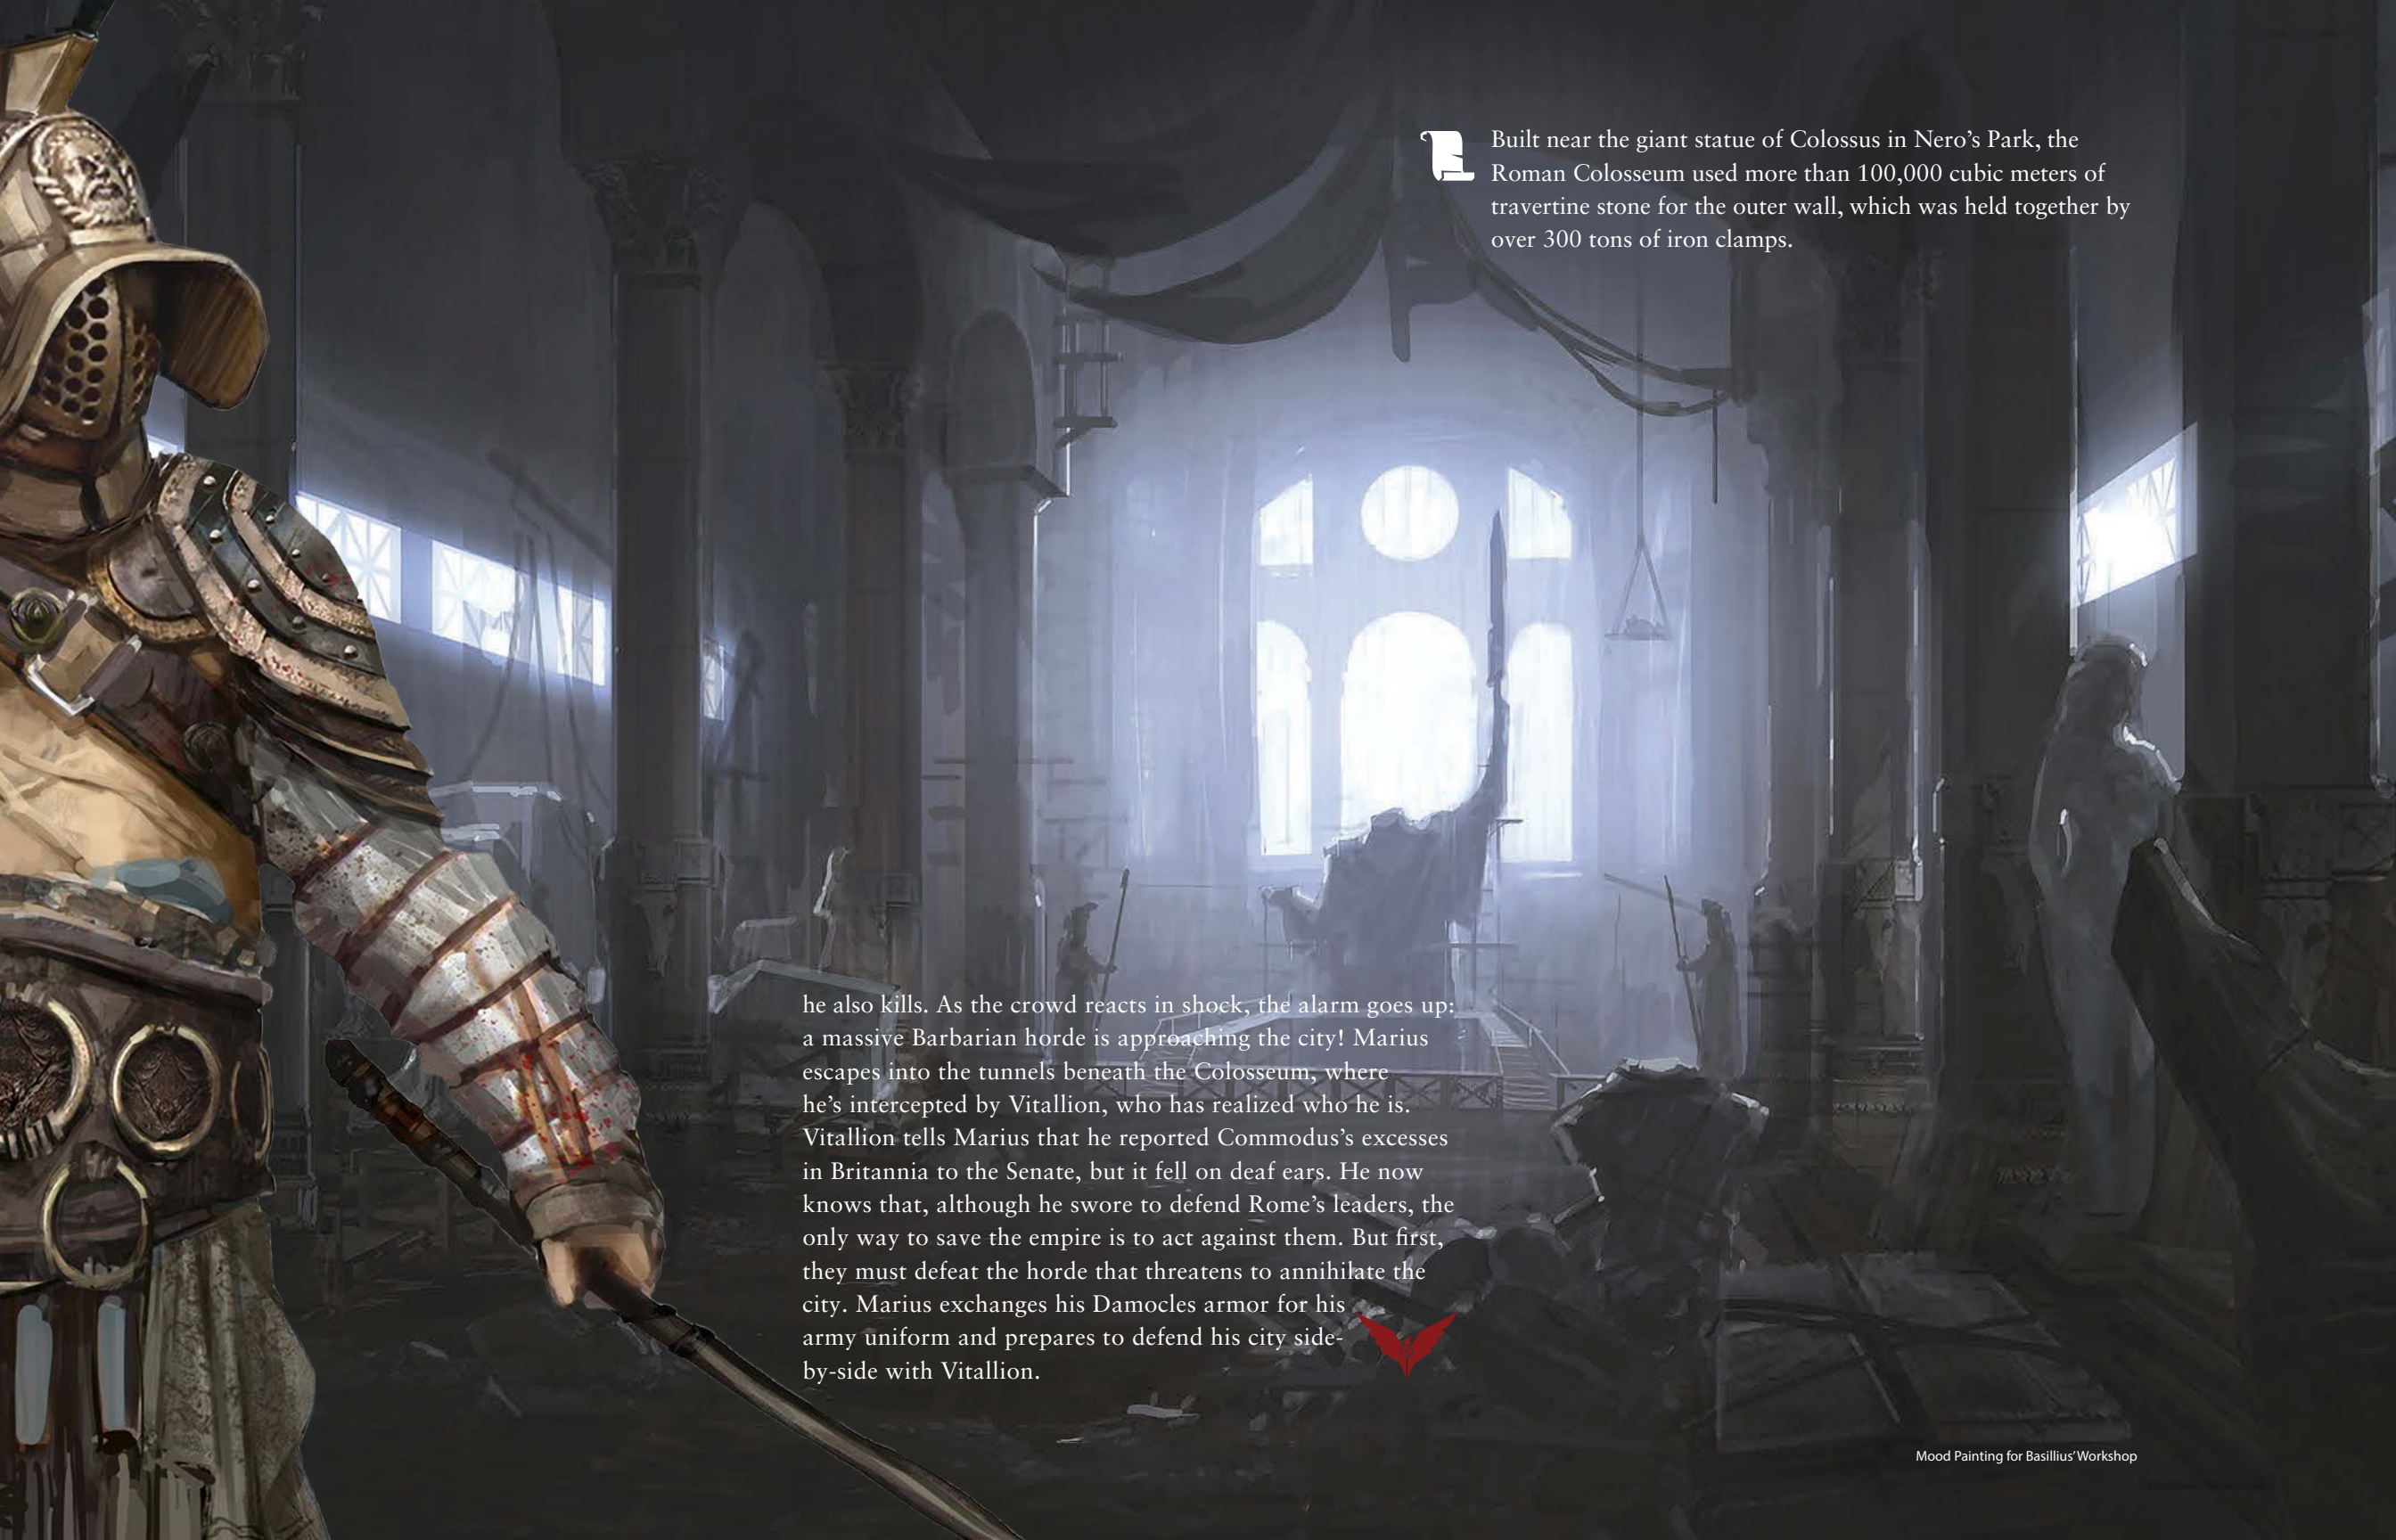 Built near the giant statue of Colossus in Nero’s Park, the
Roman Colosseum used more than 100,000 cubic meters of
travertine stone for the outer wall, which was held together by
over 300 tons of iron clamps.
he also kills. As the crowd reacts in shock, the alarm goes up:
a massive Barbarian horde is approaching the city! Marius
escapes into the tunnels beneath the Colosseum, where
he’s intercepted by Vitallion, who has realized who he is.
Vitallion tells Marius that he reported Commodus’s excesses
in Britannia to the Senate, but it fell on deaf ears. He now
knows that, although he swore to defend Rome’s leaders, the
only way to save the empire is to act against them. But first,
they must defeat the horde that threatens to annihilate the
city. Marius exchanges his Damocles armor for his
army uniform and prepares to defend his city side-
by-side with Vitallion.
Mood Painting for Basillius’ Workshop